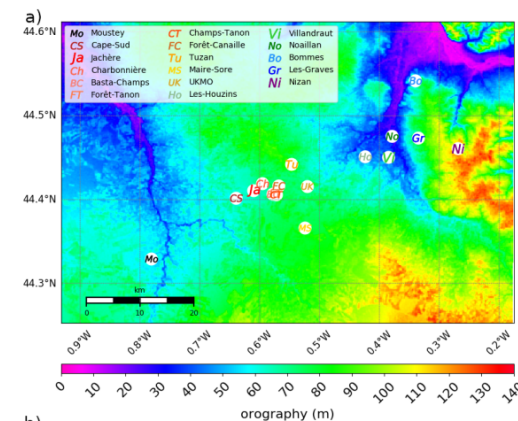 a)
44.6°N
44.5°N
44.4°N
44.3°N
Mo Moustey
CS Cape-Sud
Ja Jachère
Ch Charbonnière
BC Basta-Champs
FT Forêt-Tanon
CT Champs-Tanon
FC Forêt-Canaille
Tu Tuzan
MS Maire-Sore
UK UKMO
Ho Les-Houzins
Vi Villandraut
No Noaillan
Bo Bommes
Gr Les-Graves
Ni Nizan
Bo
No
Gr
Ni
Ho
Vi
Tu
Ch
FC
UK
Ja
CS
MS
Mo
km
0 10 20
0.9°W 0.8°W 0.7°W 0.6°W 0.5°W 0.4°W 0.3°W 0.2°W
0 10 20 30 40 50 60 70 80 90 100 110 120 130 140
orography (m)